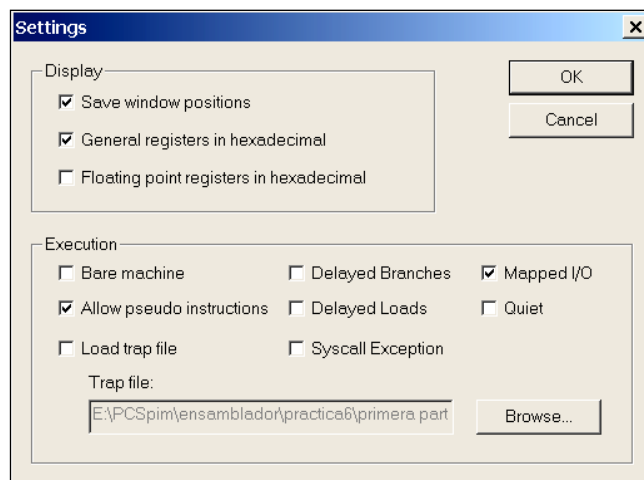 Settings
Display
Save window positions
General registers in hexadecimal
Floating point registers in hexadecimal
OK
Cancel
Execution
Bare machine
Delayed Branches
Mapped I/O
Allow pseudo instructions
Delayed Loads
Quiet
Load trap file
Syscall Exception
Trap file:
E:\PCSpim\ensamblador\practica6\primera part
Browse...